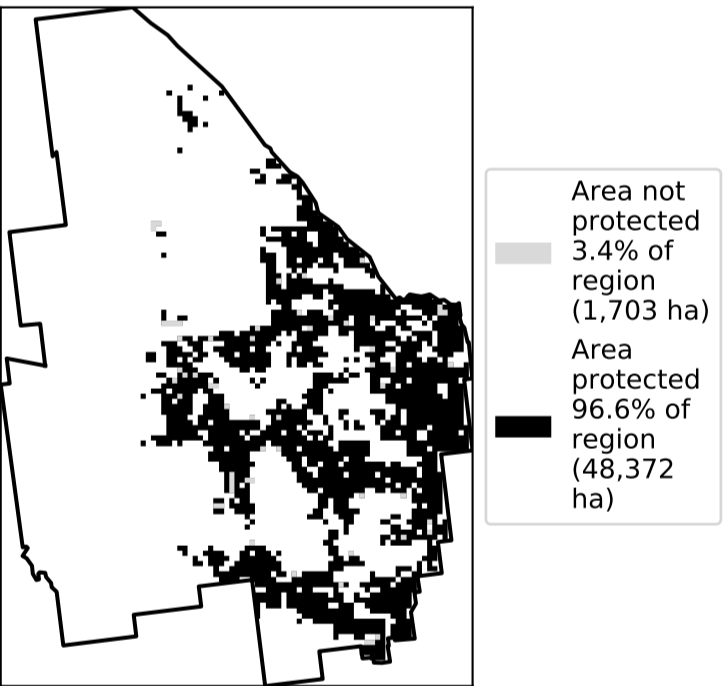 Area not
protected
3.4% of
region
(1,703 ha)
Area
protected
96.6% of
region
(48,372
ha)